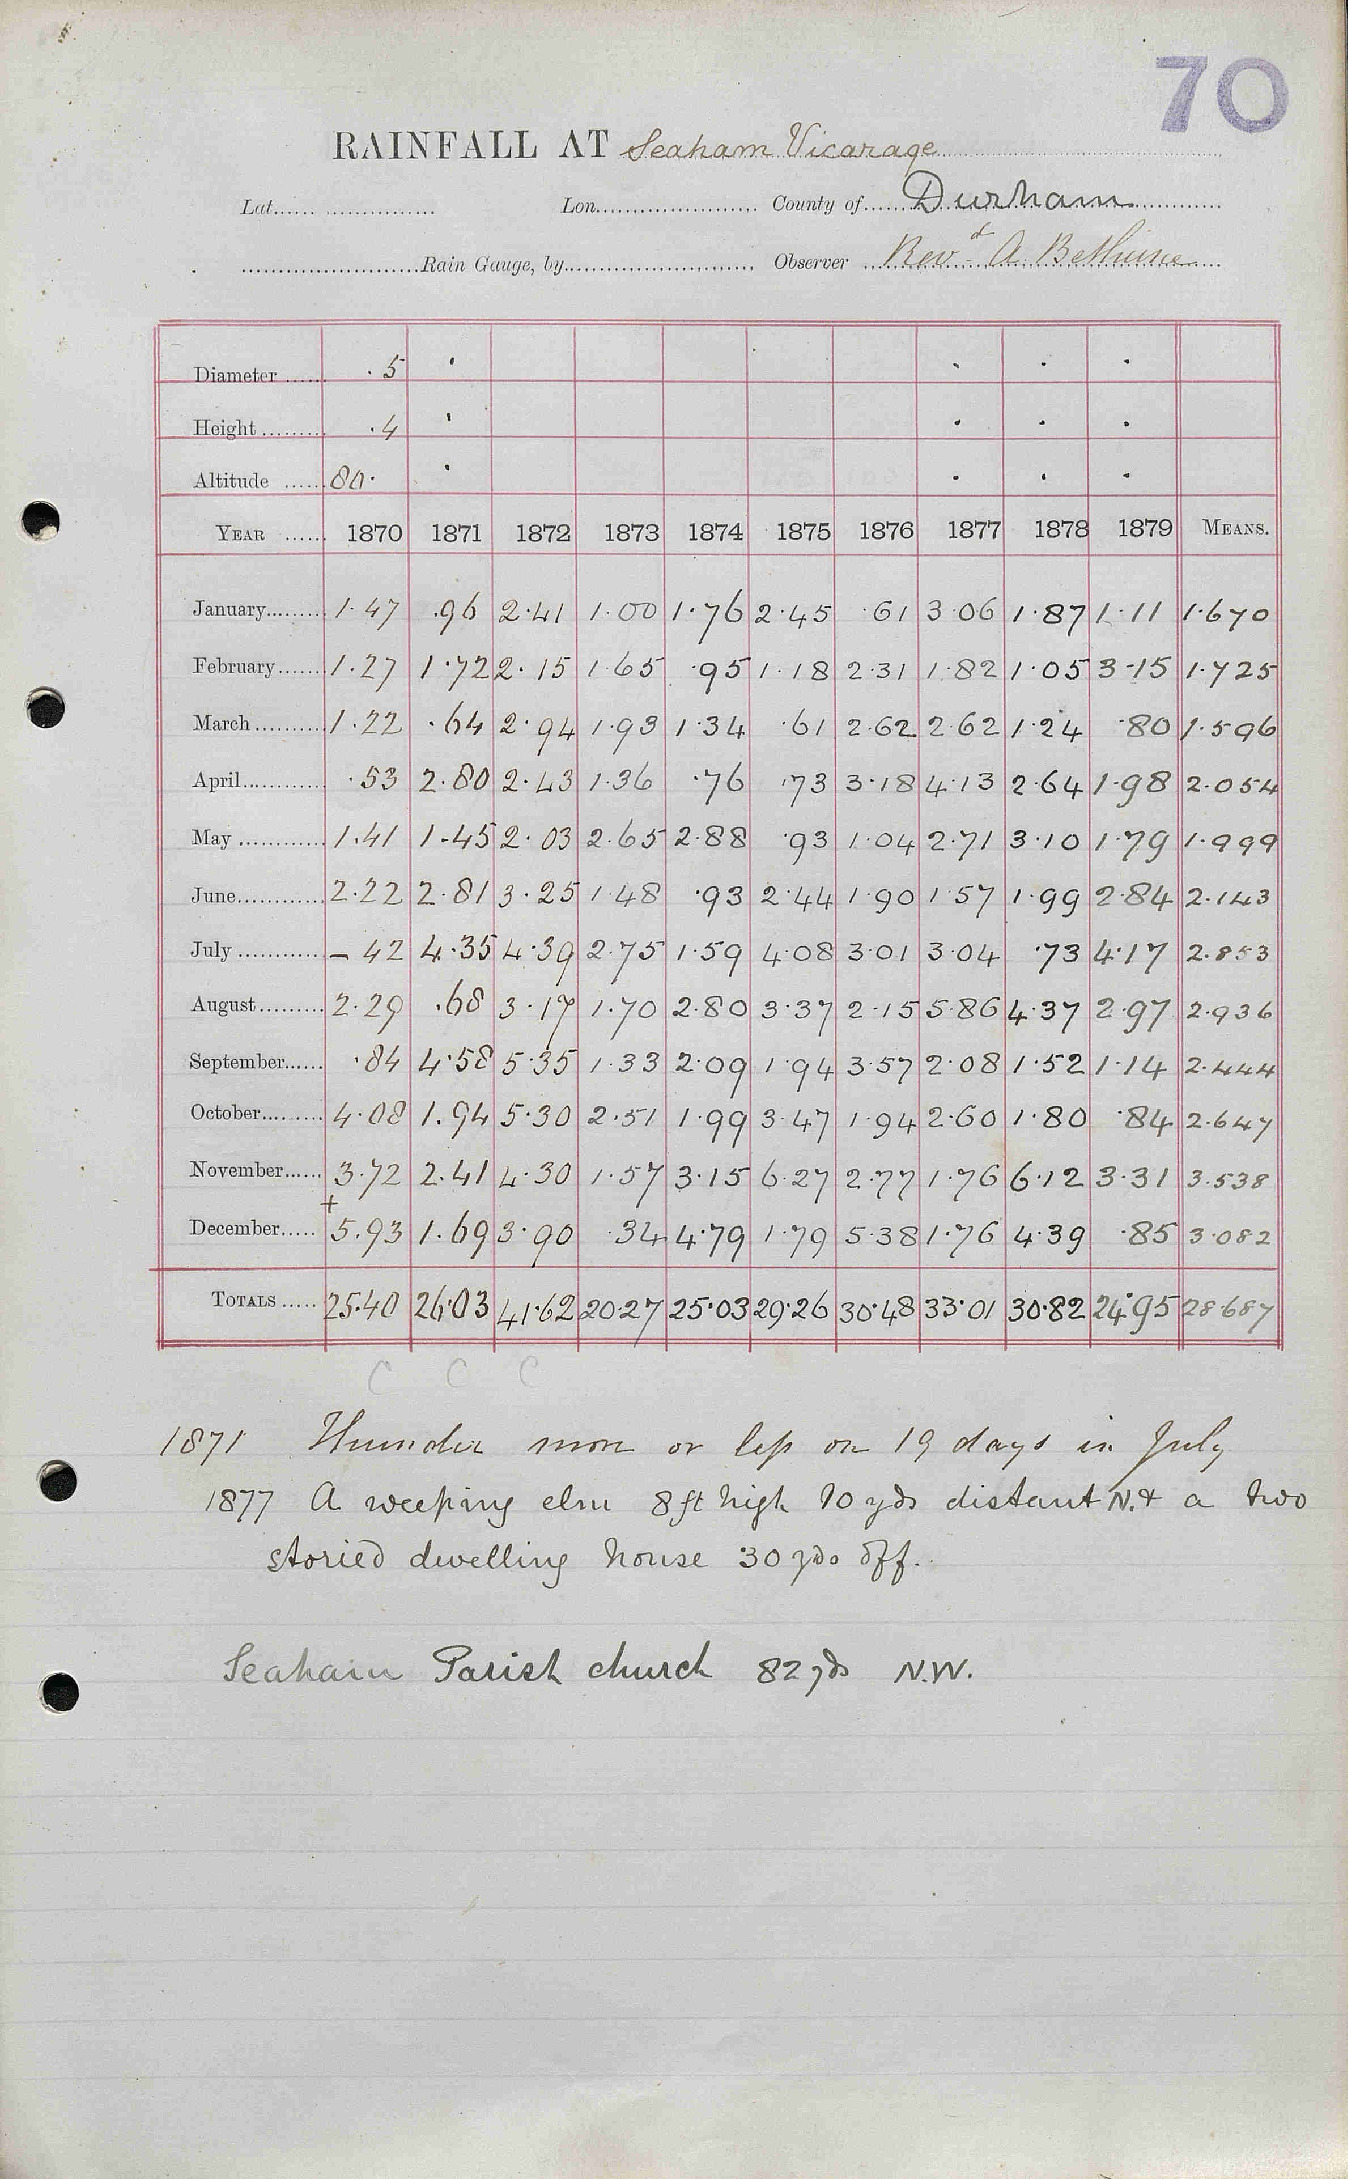 70
RAINFALL AT Seaham Vicarage
Lat. Lon. County of Durham
Rain Gauge, by Observer Revd A. Bethune
Diameter 5
Height .4
Altitude 80.
YEAR 1870 1871 1872 1873 1874 1875 1876 1877 1878 1879 MEANS.
January 1.47 .96 2.41 1.00 1.76 2.45 .61 3.06 1.87 1.11 1.670
February 1.27 1.72 2.15 1.65 .95 1.18 2.31 1.82 1.05 3.15 1.725
March 1.22 .64 2.94 1.93 1.34 .61 2.62 2.62 1.24 .80 1.596
April .53 2.80 2.43 1.36 .76 .73 3.18 4.13 2.64 1.98 2.054
May 1.41 1.45 2.03 2.65 2.88 .93 1.04 2.71 3.10 1.79 1.999
June 2.22 2.81 3.25 1.48 .93 2.44 1.90 1.57 1.99 2.84 2.143
July – 42 4.35 4.39 2.75 1.59 4.08 3.01 3.04 .73 4.17 2.853
August 2.29 .68 3.17 1.70 2.80 3.37 2.15 5.86 4.37 2.97 2.936
September .84 4.58 5.35 1.33 2.09 1.94 3.57 2.08 1.52 1.14 2.444
October 4.08 1.94 5.30 2.51 1.99 3.47 1.94 2.60 1.80 .84 2.647
November 3.72 2.41 4.30 1.57 3.15 6.27 2.77 1.76 6.12 3.31 3.538
December + 5.93 1.69 3.90 .34 4.79 1.79 5.38 1.76 4.39 .85 3.082
TOTALS 25.40 26.03 41.62 20.27 25.03 29.26 30.48 33.01 30.82 24.95 28.687
C C C
1871 Thunder more or less on 19 days in July
1877 A weeping elm 8 ft high 10 yds distant N. & a two
storied dwelling house 30 yds off.
Seaham Parish church 82 yds N.W.